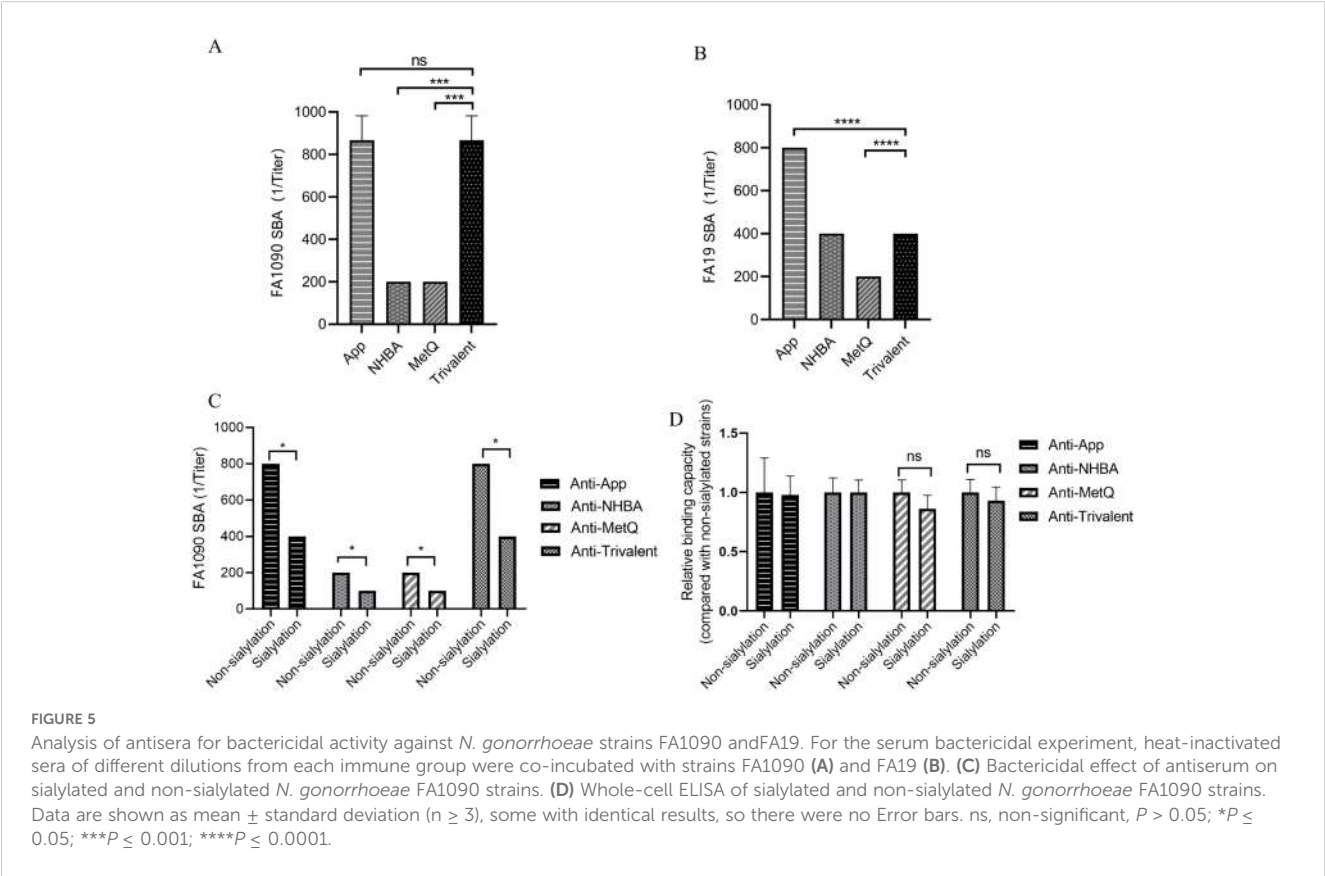 A
ns
***
***
FA1090 SBA (1/Titer)
1000
800
600
400
200
0
App
NHBA
MetQ
Trivalent
B
****
****
FA19 SBA (1/Titer)
1000
800
600
400
200
0
App
NHBA
MetQ
Trivalent
C
*
*
*
*
FA1090 SBA (1/Titer)
1000
800
600
400
200
0
Non-sialylation
Sialylation
Non-sialylation
Sialylation
Non-sialylation
Sialylation
Non-sialylation
Sialylation
Anti-App
Anti-NHBA
Anti-MetQ
Anti-Trivalent
D
ns
ns
Relative binding capacity
(compared with non-sialylated strains)
1.5
1.0
0.5
0.0
Non-sialylation
Sialylation
Non-sialylation
Sialylation
Non-sialylation
Sialylation
Non-sialylation
Sialylation
Anti-App
Anti-NHBA
Anti-MetQ
Anti-Trivalent
FIGURE 5
Analysis of antisera for bactericidal activity against N. gonorrhoeae strains FA1090 andFA19. For the serum bactericidal experiment, heat-inactivated
sera of different dilutions from each immune group were co-incubated with strains FA1090 (A) and FA19 (B). (C) Bactericidal effect of antiserum on
sialylated and non-sialylated N. gonorrhoeae FA1090 strains. (D) Whole-cell ELISA of sialylated and non-sialylated N. gonorrhoeae FA1090 strains.
Data are shown as mean ± standard deviation (n ≥ 3), some with identical results, so there were no Error bars. ns, non-significant, P > 0.05; *P ≤
0.05; ***P ≤ 0.001; ****P ≤ 0.0001.